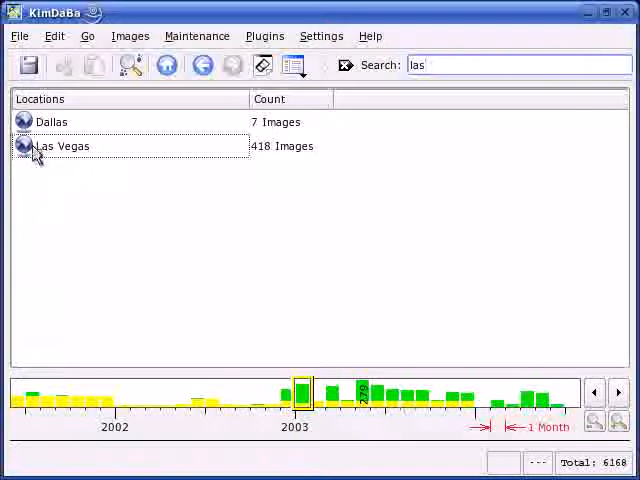 KimDaBa
File Edit Go Images Maintenance Plugins Settings Help
Search: las
Locations Count
Dallas 7 Images
Las Vegas 418 Images
279
2002 2003 1 Month
--- Total: 6168